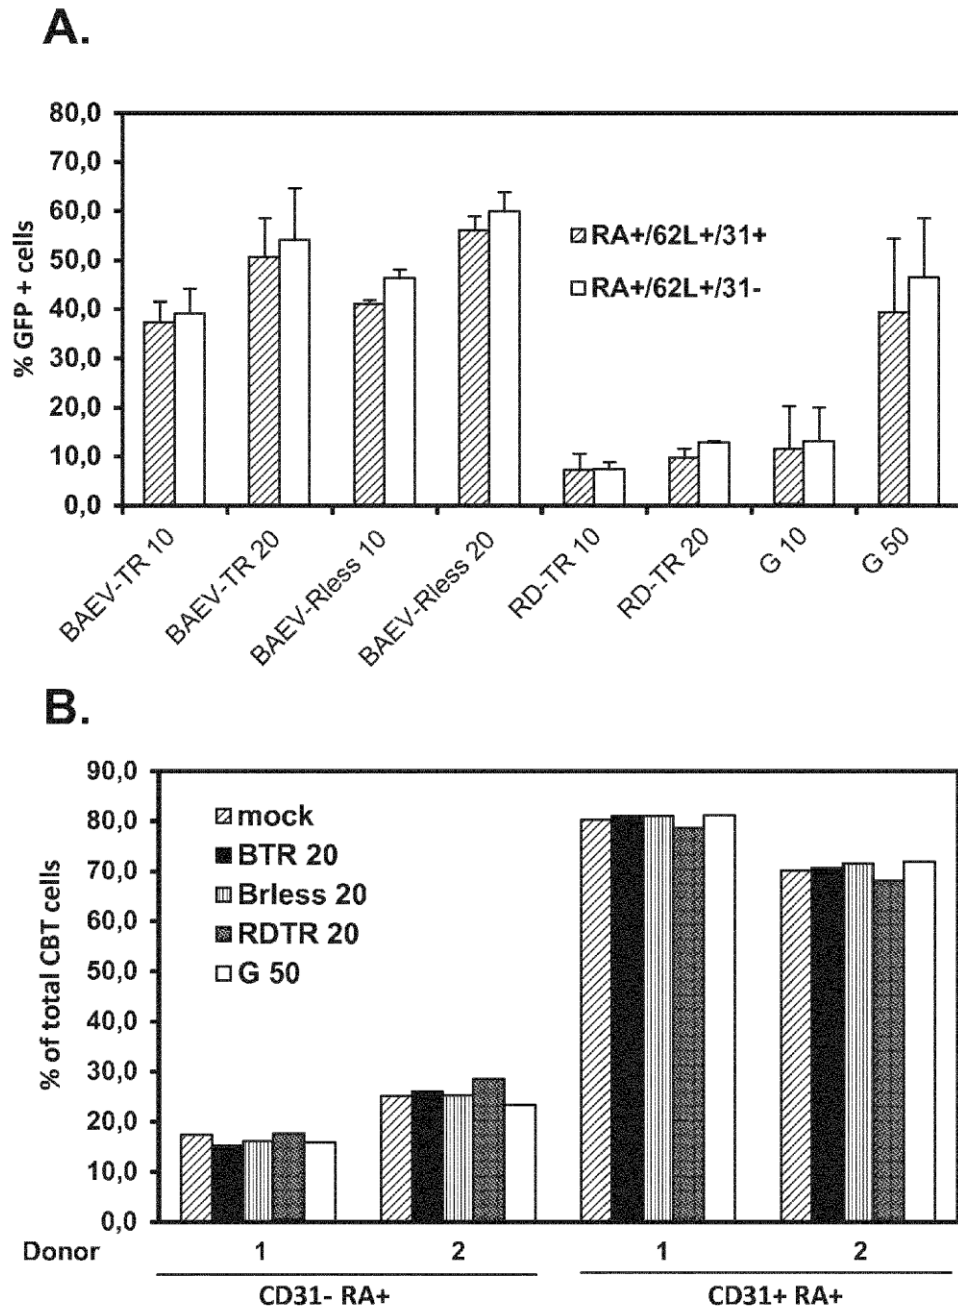 A.
80,0
70,0
60,0
50,0
40,0
30,0
20,0
10,0
0,0
% GFP + cells
RA+/62L+/31+
RA+/62L+/31-
BAEV-TR 10
BAEV-TR 20
BAEV-Rless 10
BAEV-Rless 20
RD-TR 10
RD-TR 20
G 10
G 50
B.
90,0
80,0
70,0
60,0
50,0
40,0
30,0
20,0
10,0
0,0
% of total CBT cells
mock
BTR 20
Brless 20
RDTR 20
G 50
Donor 1 2 1 2
CD31- RA+ CD31+ RA+